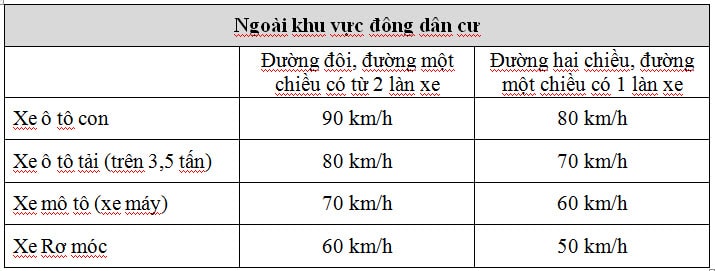 Ngoài khu vực đông dân cư
Đường đôi, đường một chiều có từ 2 làn xe
Đường hai chiều, đường một chiều có 1 làn xe
Xe ô tô con 90 km/h 80 km/h
Xe ô tô tải (trên 3,5 tấn) 80 km/h 70 km/h
Xe mô tô (xe máy) 70 km/h 60 km/h
Xe Rơ móc 60 km/h 50 km/h